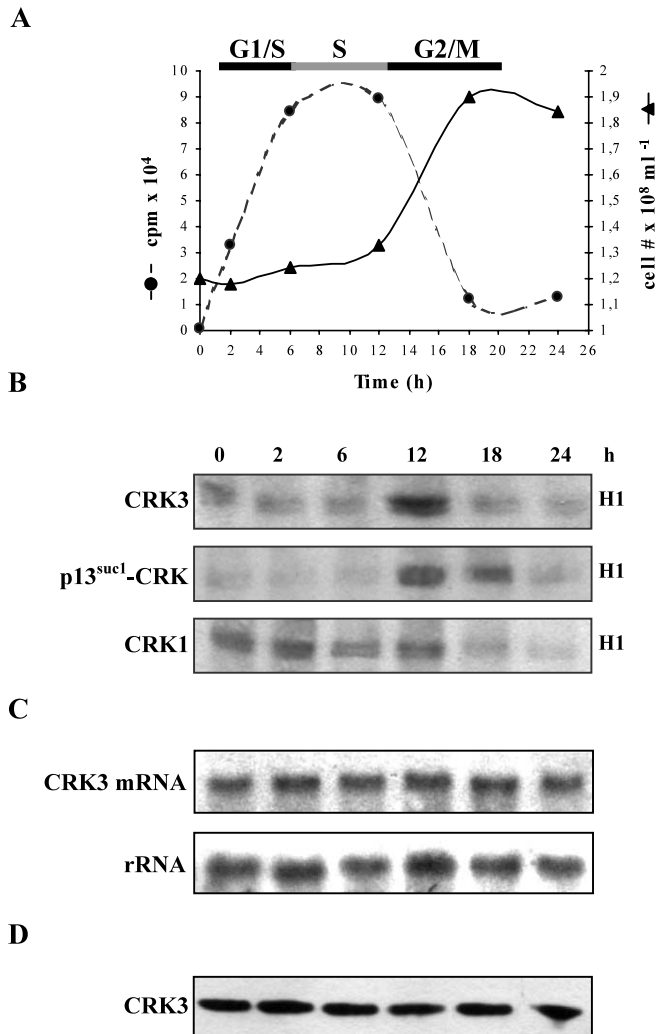 A
G1/S S G2/M
10
9
8
7
6
5
4
3
2
1
0
cpm x 10⁴
2
1,9
1,8
1,7
1,6
1,5
1,4
1,3
1,2
1,1
1
cell # x 10⁸ ml⁻¹
0 2 4 6 8 10 12 14 16 18 20 22 24 26
Time (h)
B
0 2 6 12 18 24 h
CRK3 H1
p13ˢᵘᶜ¹-CRK H1
CRK1 H1
C
CRK3 mRNA
rRNA
D
CRK3